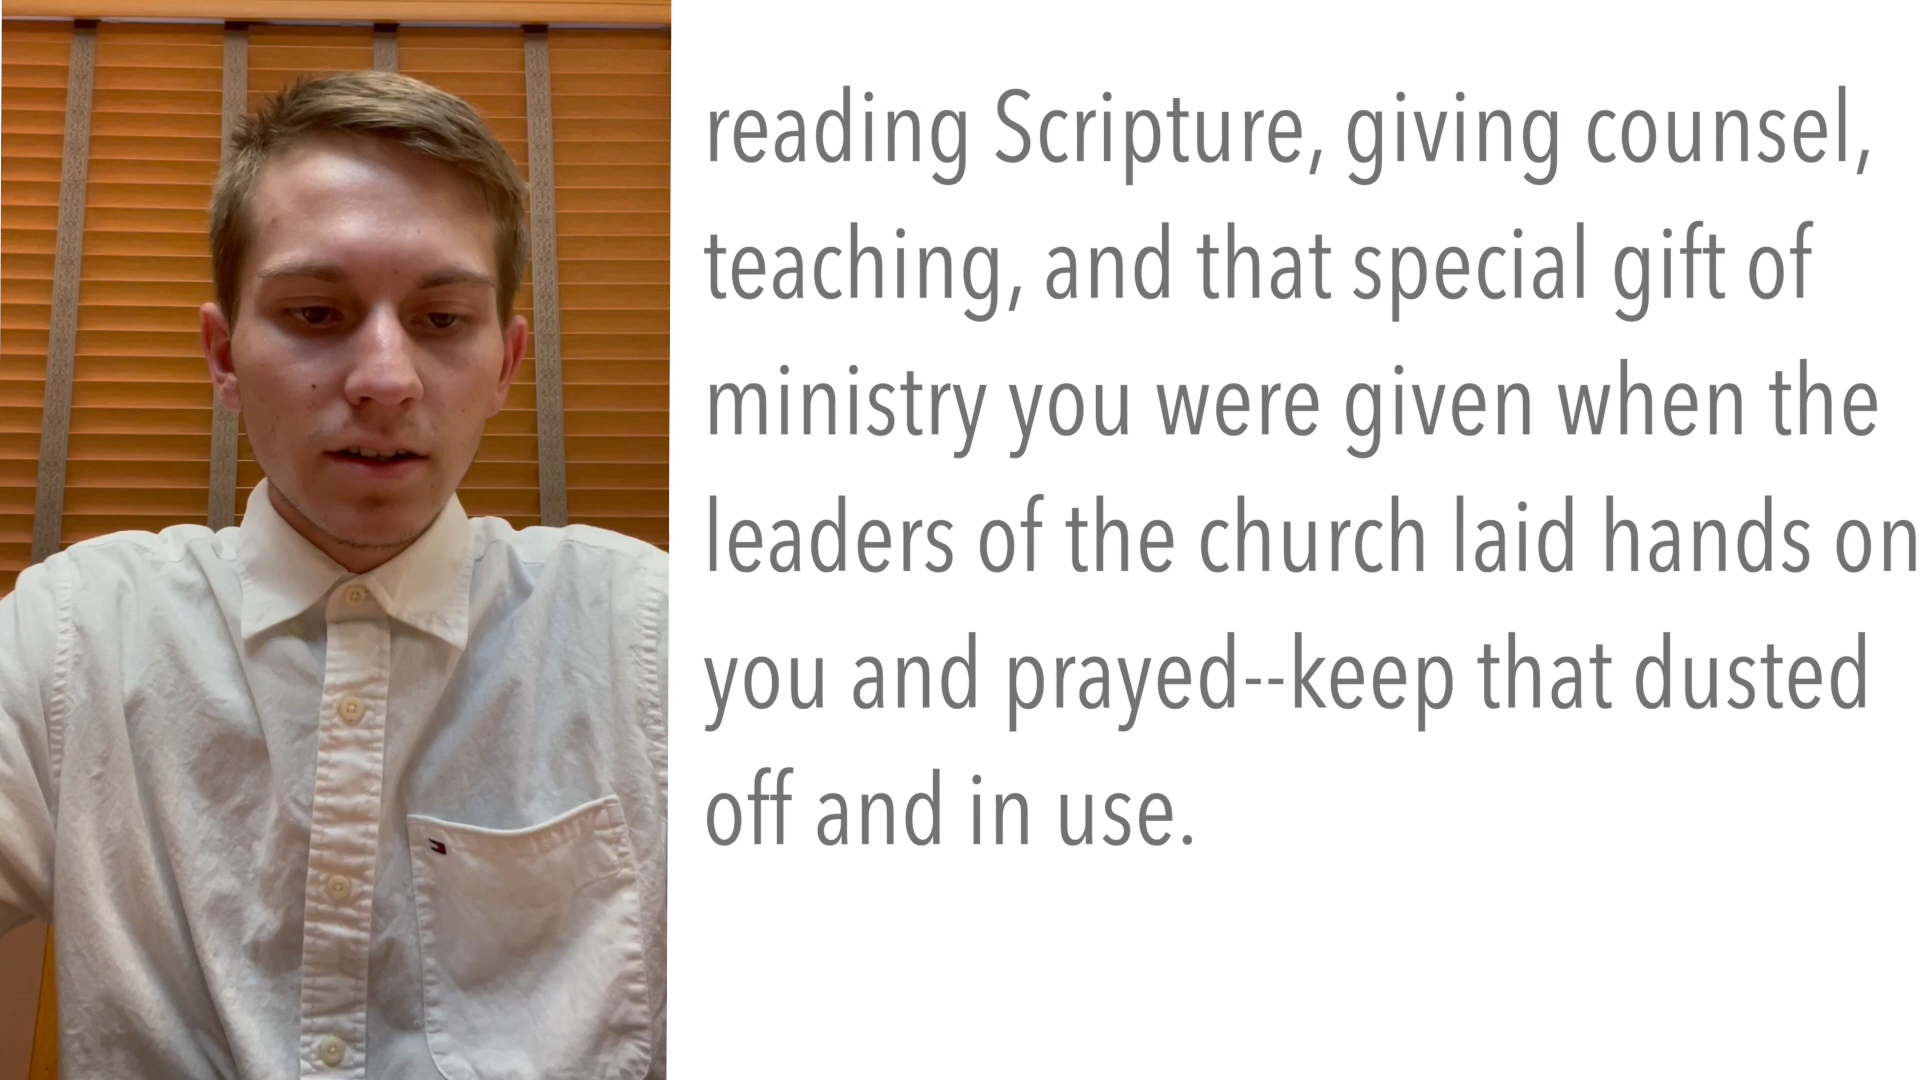 reading Scripture, giving counsel,
teaching, and that special gift of
ministry you were given when the
leaders of the church laid hands on
you and prayed--keep that dusted
off and in use.